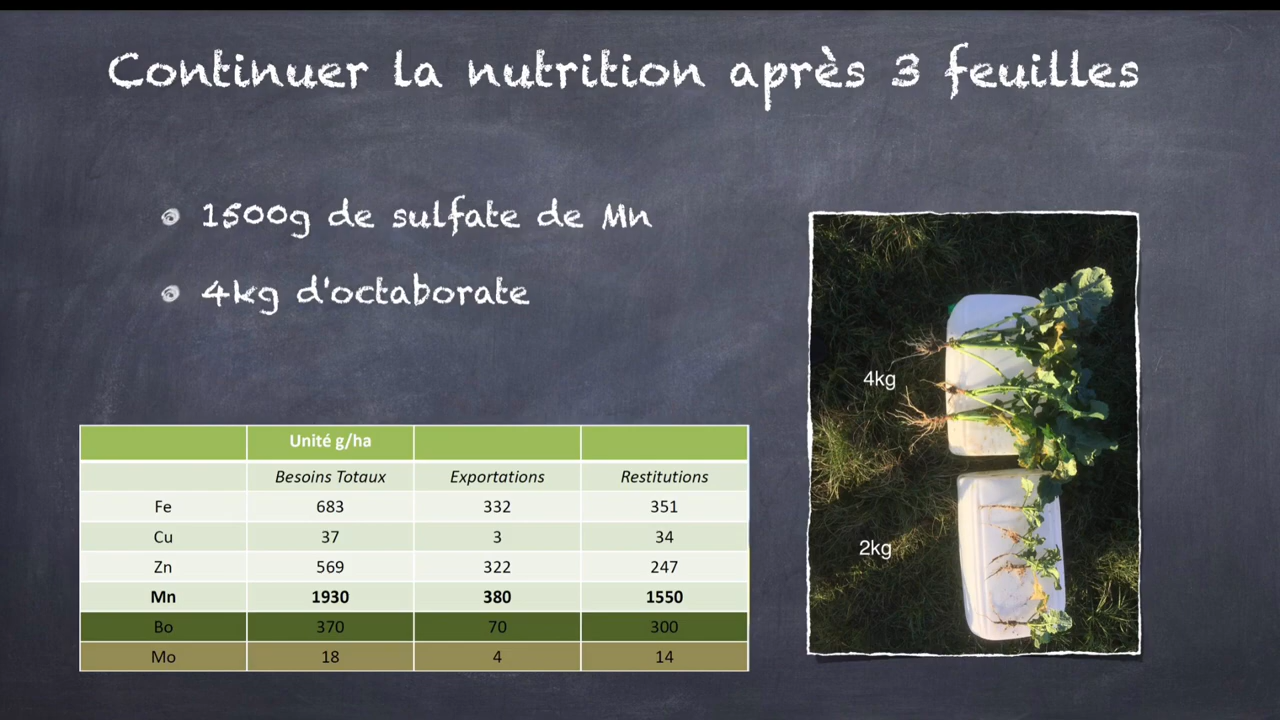 Continuer la nutrition après 3 feuilles
1500g de sulfate de Mn
4kg d'octaborate
Unité g/ha
Besoins Totaux Exportations Restitutions
Fe 683 332 351
Cu 37 3 34
Zn 569 322 247
Mn 1930 380 1550
Bo 370 70 300
Mo 18 4 14
4kg
2kg